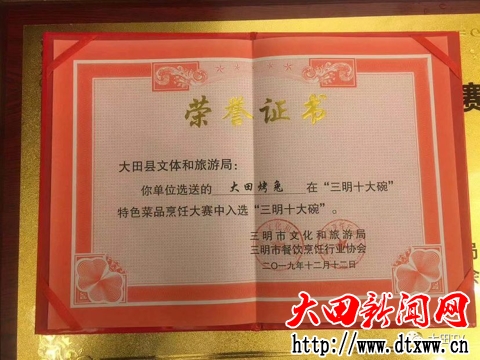 荣誉证书
大田县文体和旅游局：
你单位选送的 大田烤兔 在“三明十大碗”
特色菜品烹饪大赛中入选“三明十大碗”。
三明市文化和旅游局
三明市餐饮烹饪行业协会
二〇一九年十二月十二日
赛
局
会
大田新闻网
www.dtxww.cn